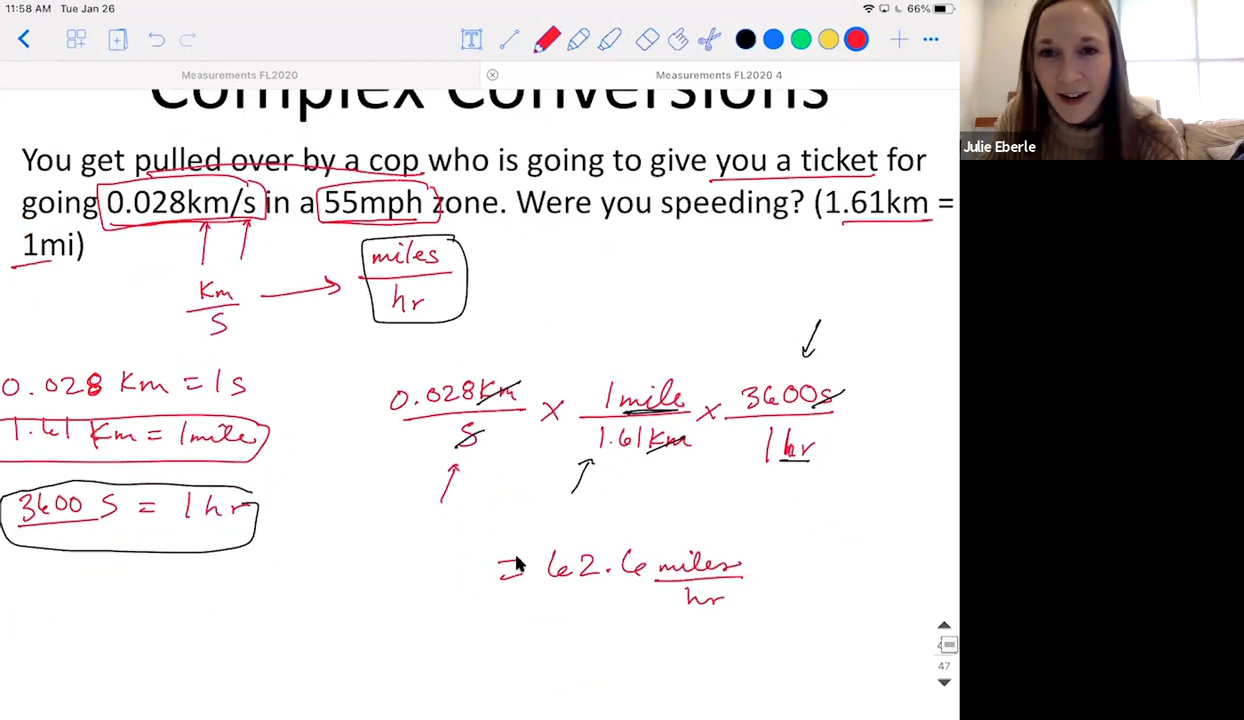 11:58 AM Tue Jan 26
66%
Measurements FL2020
Measurements FL2020 4
Complex Conversions
You get pulled over by a cop who is going to give you a ticket for
going 0.028km/s in a 55mph zone. Were you speeding? (1.61km =
1mi)
miles
hr
Km
S
0.028 Km = 1s
1.61 Km = 1mile
3600 S = 1hr
0.028Km × 1mile × 3600s
S 1.61Km 1hr
= 62.6 miles
hr
Julie Eberle
47